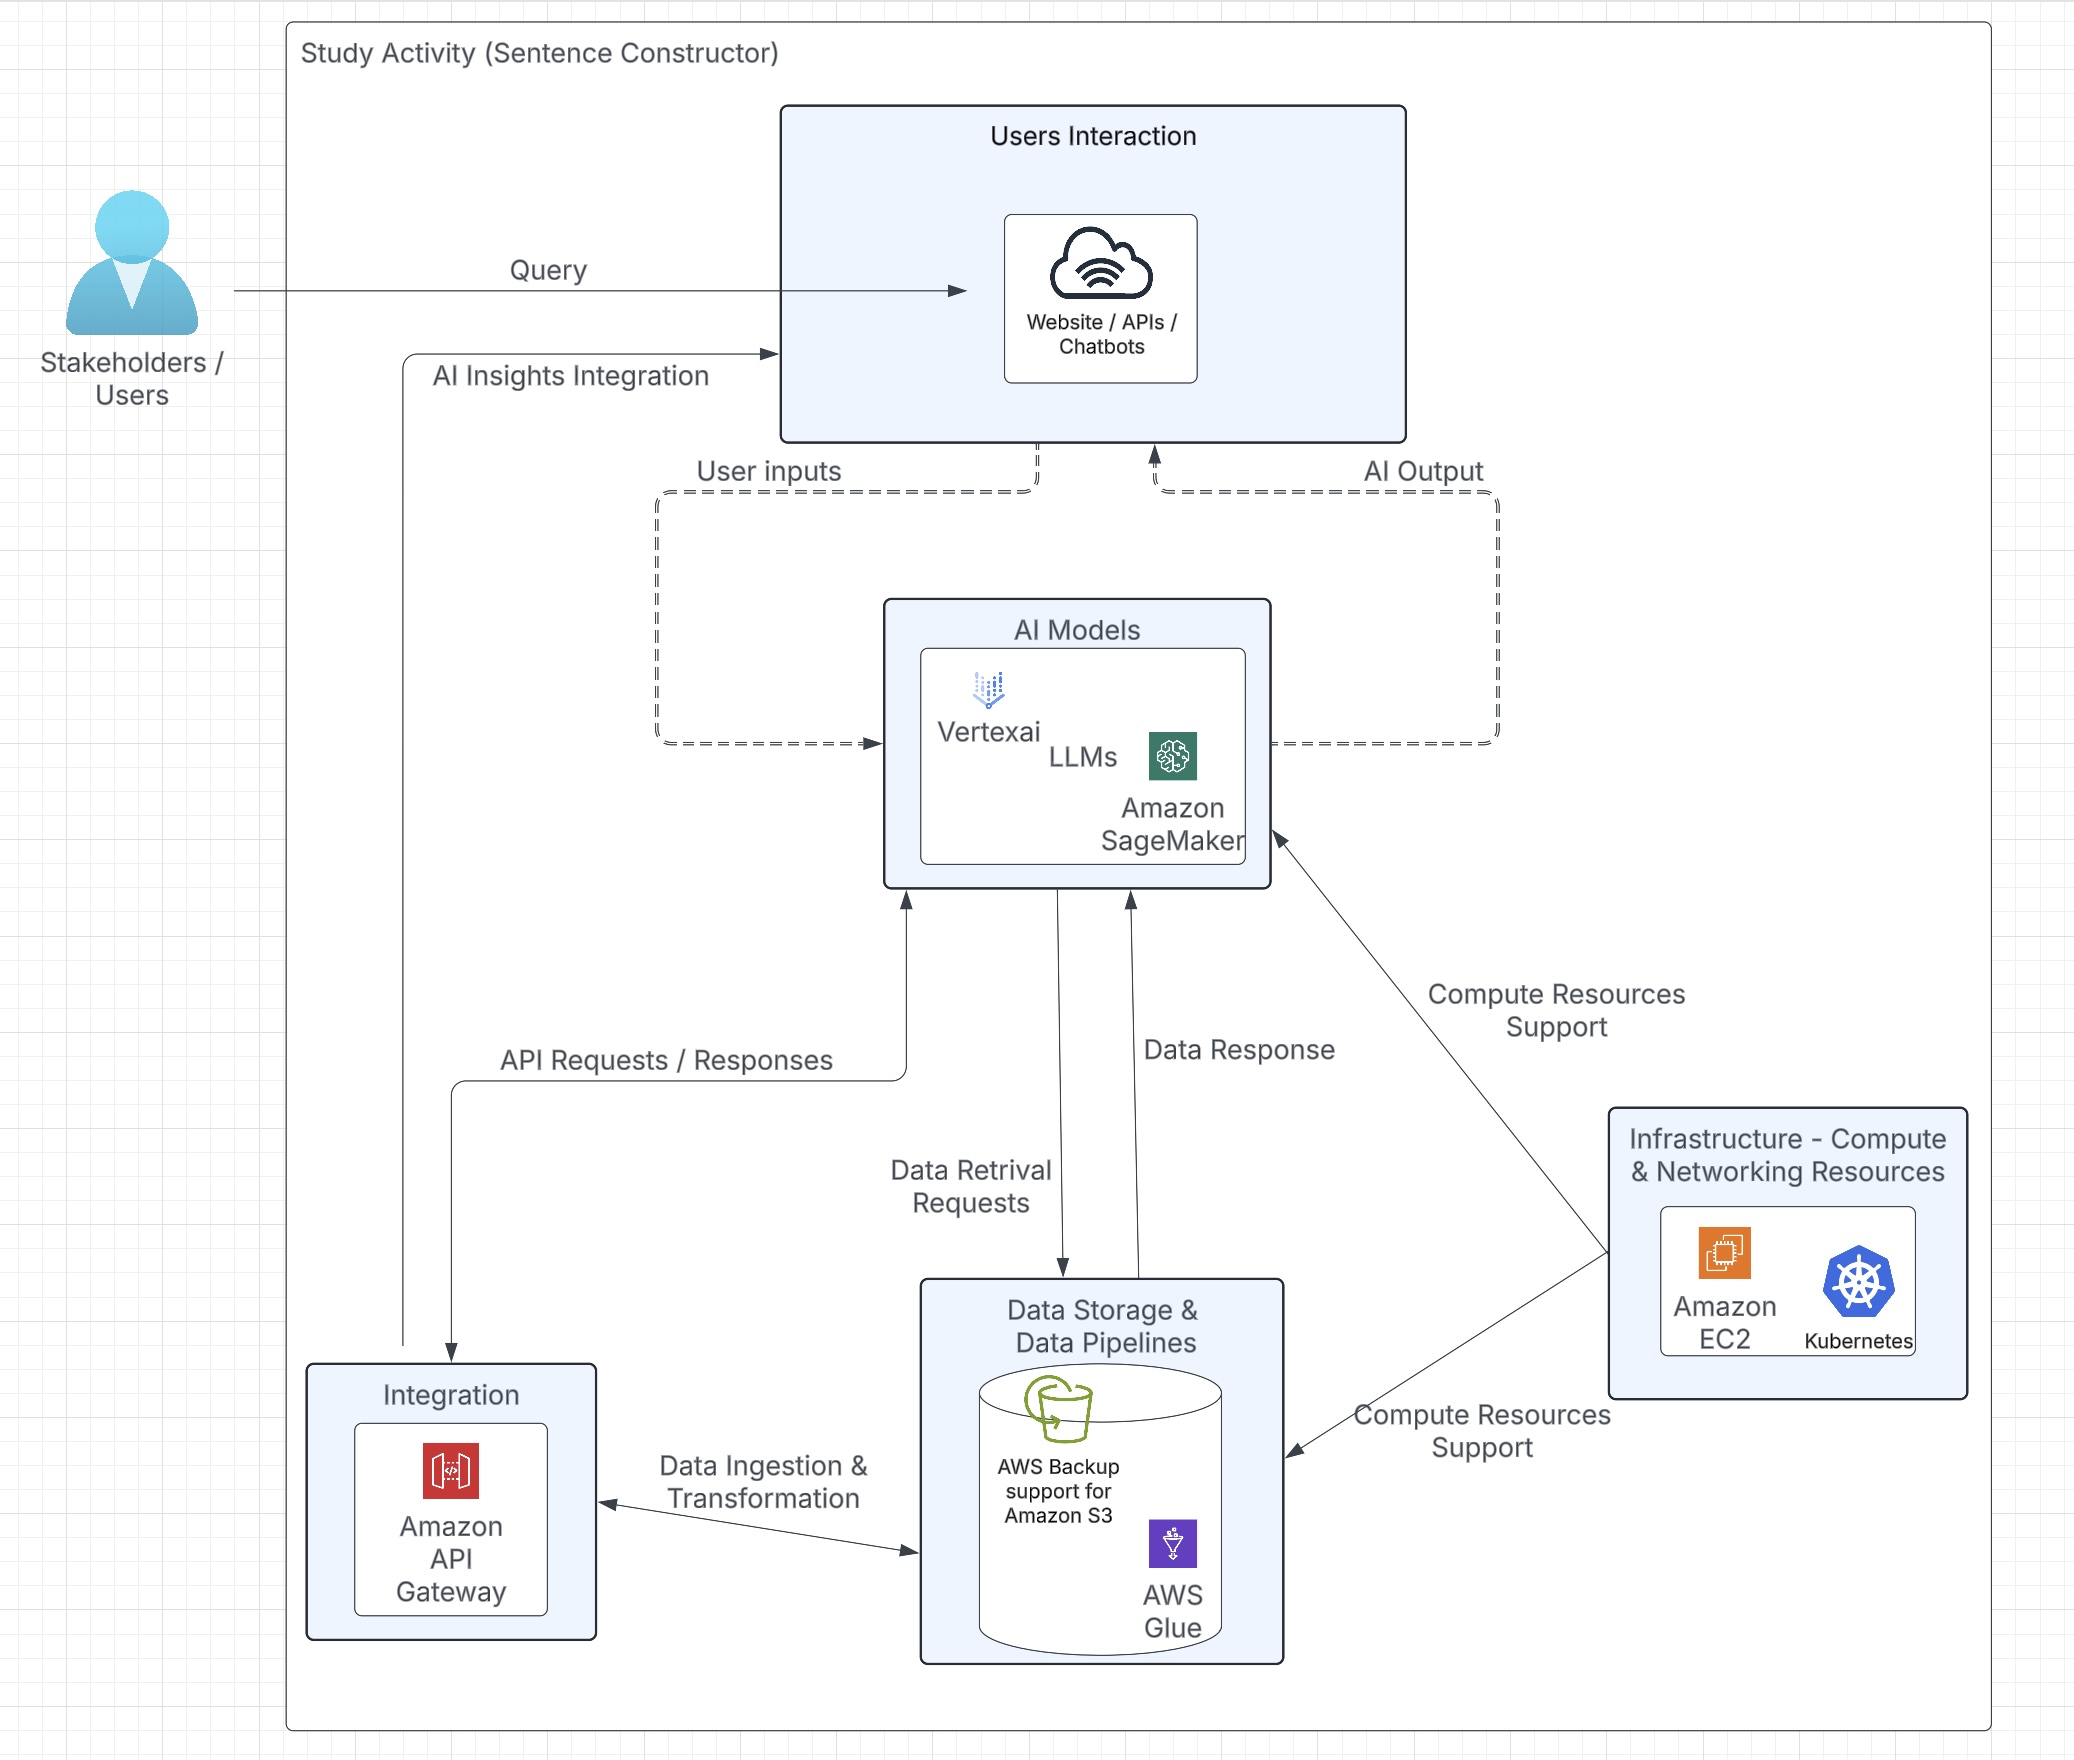 Study Activity (Sentence Constructor)
Users Interaction
Website / APIs /
Chatbots
Query
Stakeholders /
Users
AI Insights Integration
User inputs
AI Output
AI Models
Vertexai
LLMs
Amazon
SageMaker
Compute Resources
Support
API Requests / Responses
Data Response
Data Retrival
Requests
Infrastructure - Compute
& Networking Resources
Amazon
EC2
Kubernetes
Data Storage &
Data Pipelines
AWS Backup
support for
Amazon S3
AWS
Glue
Compute Resources
Support
Integration
Amazon
API
Gateway
Data Ingestion &
Transformation